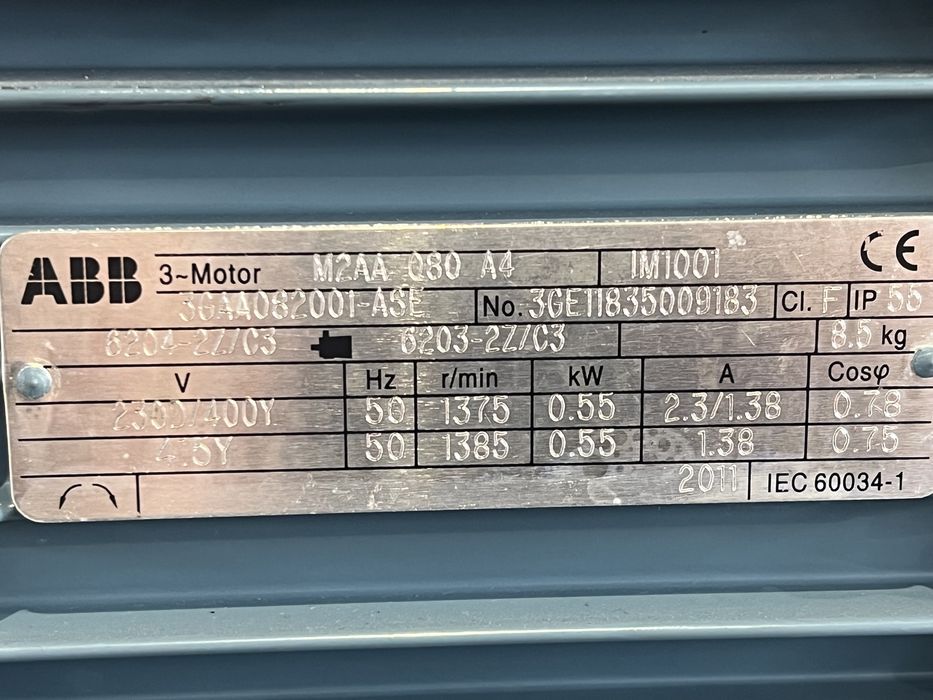 ABB 3~Motor M2AA 080 A4 IM1001 CE
3GAA082001-ASE No. 3GE11835009183 Cl. F IP 55
6204-2Z/C3 6203-2Z/C3 8.5 kg
V Hz r/min kW A Cosφ
230D/400Y 50 1375 0.55 2.3/1.38 0.78
50 1385 0.55 1.38 0.75
2011 IEC 60034-1